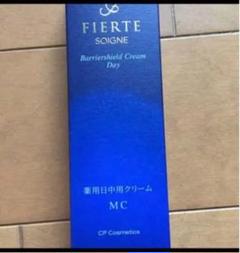 FIERTE
SOIGNE
Barriershield Cream
Day
薬用日中用クリーム
MC
CP Cosmetics